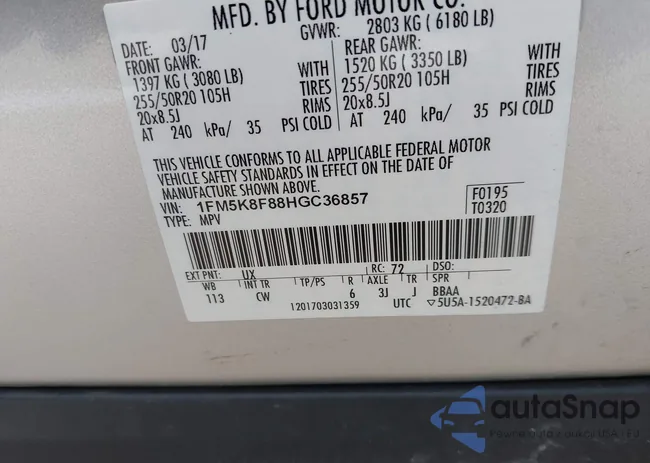 MFD. BY FORD MOTOR CO.
DATE: 03/17 GVWR: 2803 KG ( 6180 LB)
FRONT GAWR: REAR GAWR:
1397 KG ( 3080 LB) WITH 1520 KG ( 3350 LB) WITH
255/50R20 105H TIRES 255/50R20 105H TIRES
20x8.5J RIMS 20x8.5J RIMS
AT 240 kPa/ 35 PSI COLD AT 240 kPa/ 35 PSI COLD
THIS VEHICLE CONFORMS TO ALL APPLICABLE FEDERAL MOTOR
VEHICLE SAFETY STANDARDS IN EFFECT ON THE DATE OF
MANUFACTURE SHOWN ABOVE.
VIN: 1FM5K8F88HGC36857 F0195
TYPE: MPV T0320
EXT PNT: UX RC: 72 DSO:
WB INT TR TP/PS R AXLE TR SPR
113 CW 6 3J J BBAA
1201703031359 UTC ▽5U5A-1520472-BA
autoSnap